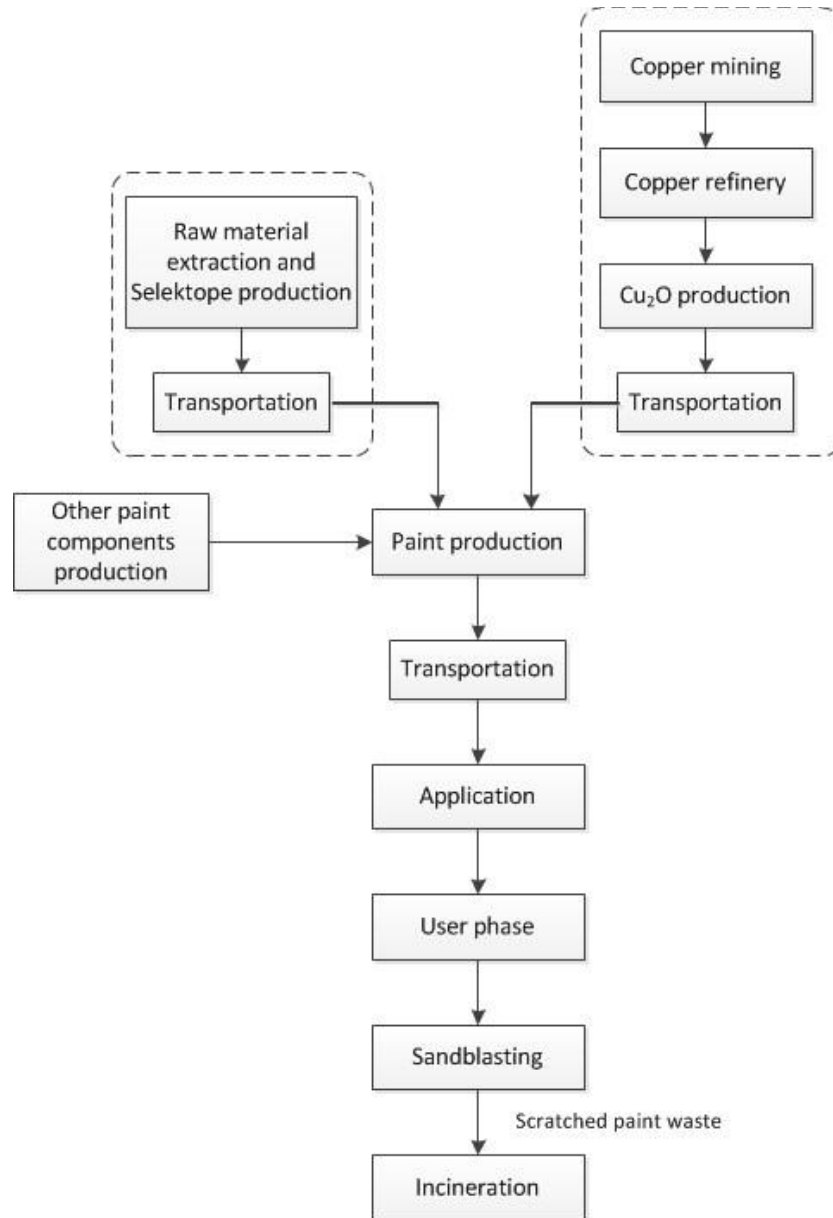 Copper mining
Copper refinery
Raw material
extraction and
Selektope production
Cu₂O production
Transportation
Transportation
Other paint
components
production
Paint production
Transportation
Application
User phase
Sandblasting
Scratched paint waste
Incineration